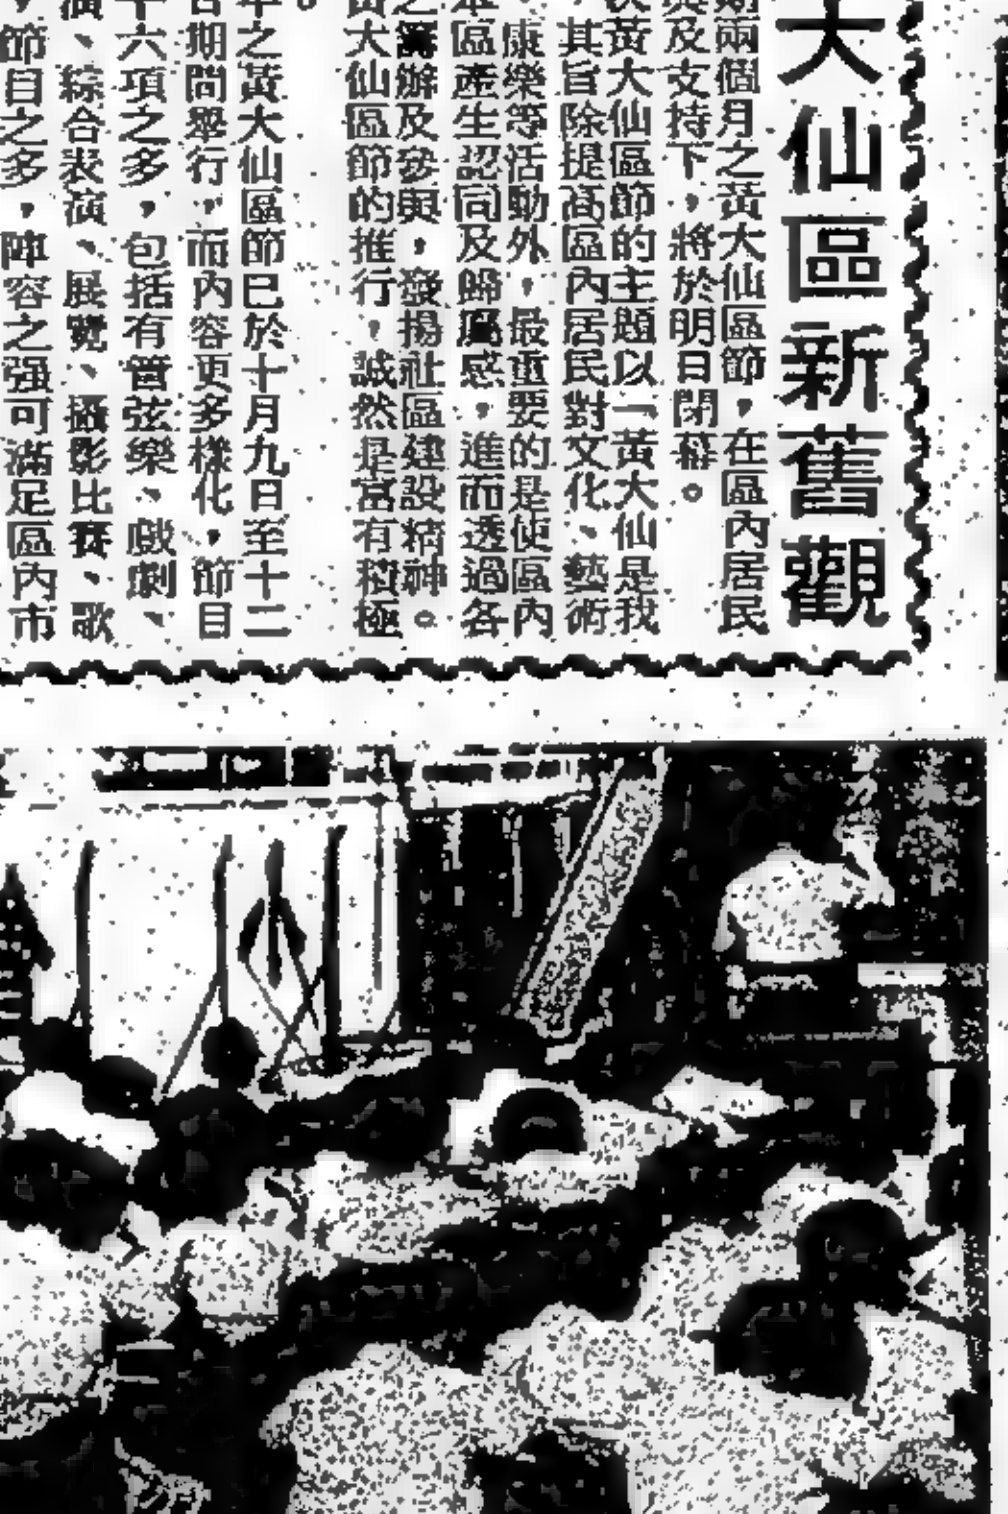 大仙區新舊觀
兩個月之黃大仙區節，在區內居民
及支持下，將於明日閉幕。
黃大仙區節的主題以「黃大仙是我
，其旨除提高區內居民對文化、藝術
、康樂等活動外，最重要的是使區內
本區產生認同及歸屬感，進而透過各
之籌辦及參與，發揚社區建設精神。
黃大仙區節的推行，誠然是富有積極
。
年之黃大仙區節已於十月九日至十二
日期間舉行，而內容更多樣化，節目
十六項之多，包括有管弦樂、戲劇、
演、綜合表演、展覽、攝影比賽、歌
，節目之多，陣容之强可滿足區內市